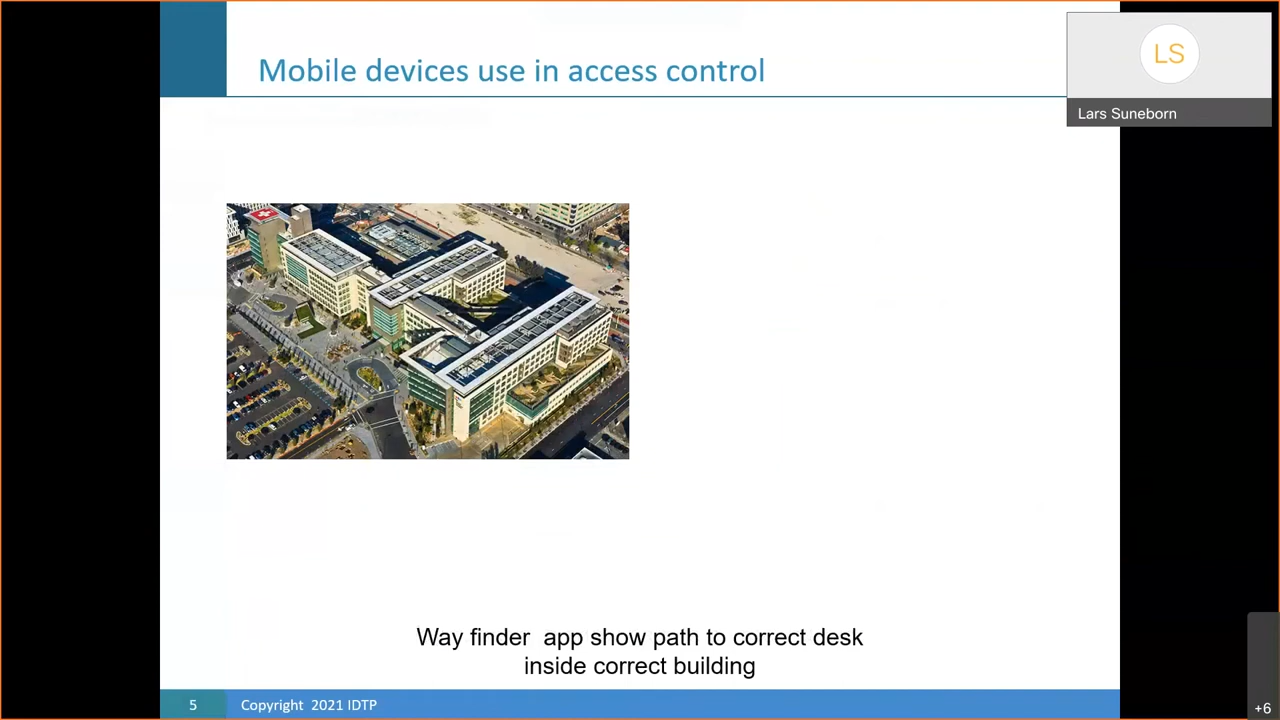 Mobile devices use in access control
LS
Lars Suneborn
Way finder  app show path to correct desk
inside correct building
5
Copyright  2021 IDTP
+6